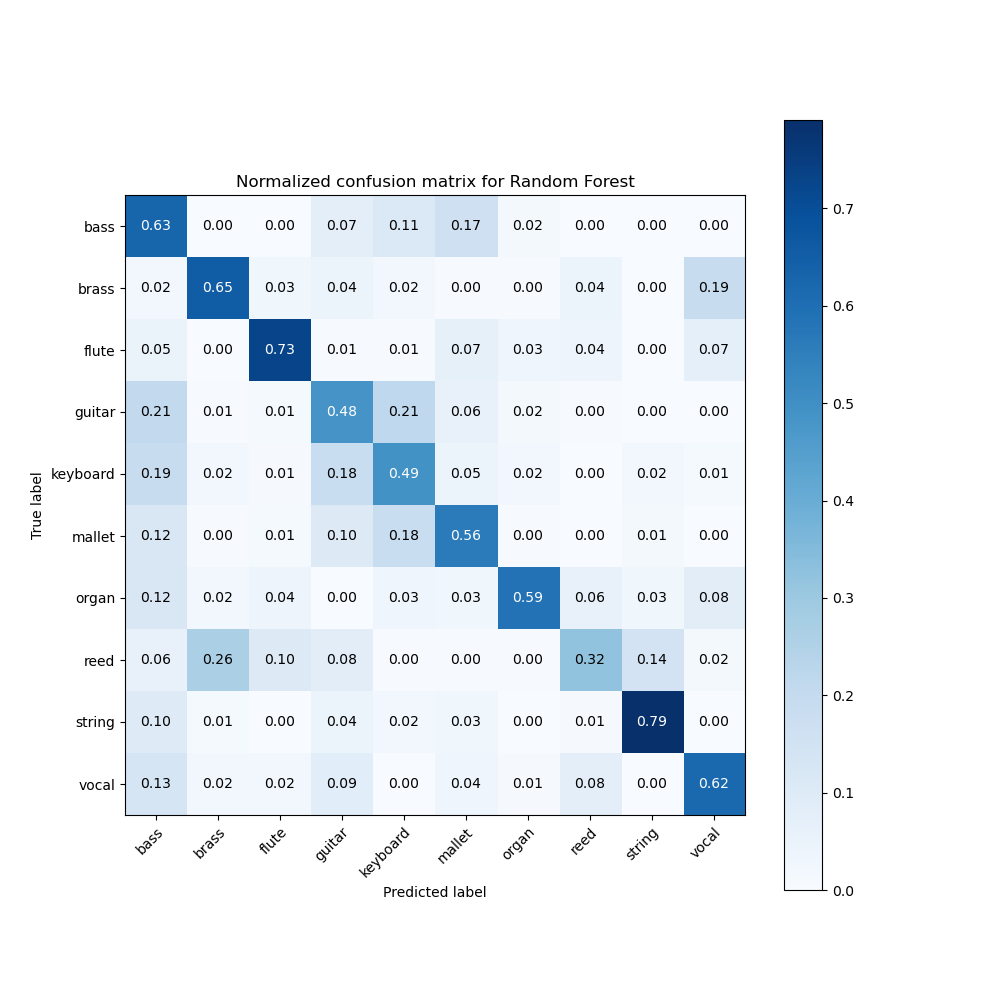 Normalized confusion matrix for Random Forest
bass 0.63 0.00 0.00 0.07 0.11 0.17 0.02 0.00 0.00 0.00
brass 0.02 0.65 0.03 0.04 0.02 0.00 0.00 0.04 0.00 0.19
flute 0.05 0.00 0.73 0.01 0.01 0.07 0.03 0.04 0.00 0.07
guitar 0.21 0.01 0.01 0.48 0.21 0.06 0.02 0.00 0.00 0.00
keyboard 0.19 0.02 0.01 0.18 0.49 0.05 0.02 0.00 0.02 0.01
mallet 0.12 0.00 0.01 0.10 0.18 0.56 0.00 0.00 0.01 0.00
organ 0.12 0.02 0.04 0.00 0.03 0.03 0.59 0.06 0.03 0.08
reed 0.06 0.26 0.10 0.08 0.00 0.00 0.00 0.32 0.14 0.02
string 0.10 0.01 0.00 0.04 0.02 0.03 0.00 0.01 0.79 0.00
vocal 0.13 0.02 0.02 0.09 0.00 0.04 0.01 0.08 0.00 0.62
bass brass flute guitar keyboard mallet organ reed string vocal
True label
Predicted label
0.7
0.6
0.5
0.4
0.3
0.2
0.1
0.0